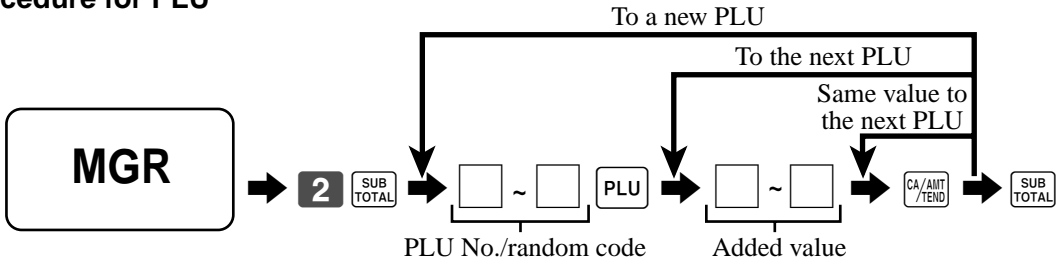 cedure for PLU
To a new PLU
To the next PLU
Same value to
the next PLU
MGR
2 SUB TOTAL ~ PLU ~ CA/AMT /TEND SUB TOTAL
PLU No./random code Added value